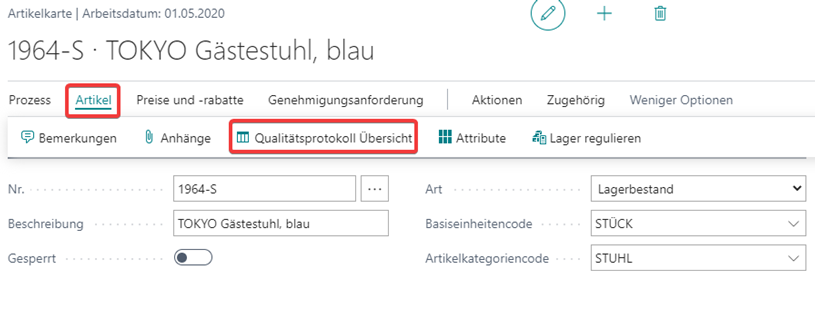 Artikelkarte | Arbeitsdatum: 01.05.2020
1964-S · TOKYO Gästestuhl, blau
Prozess Artikel Preise und -rabatte Genehmigungsanforderung Aktionen Zugehörig Weniger Optionen
Bemerkungen Anhänge Qualitätsprotokoll Übersicht Attribute Lager regulieren
Nr. 1964-S ... Art Lagerbestand
Beschreibung TOKYO Gästestuhl, blau Basiseinheitencode STÜCK
Gesperrt Artikelkategoriencode STUHL